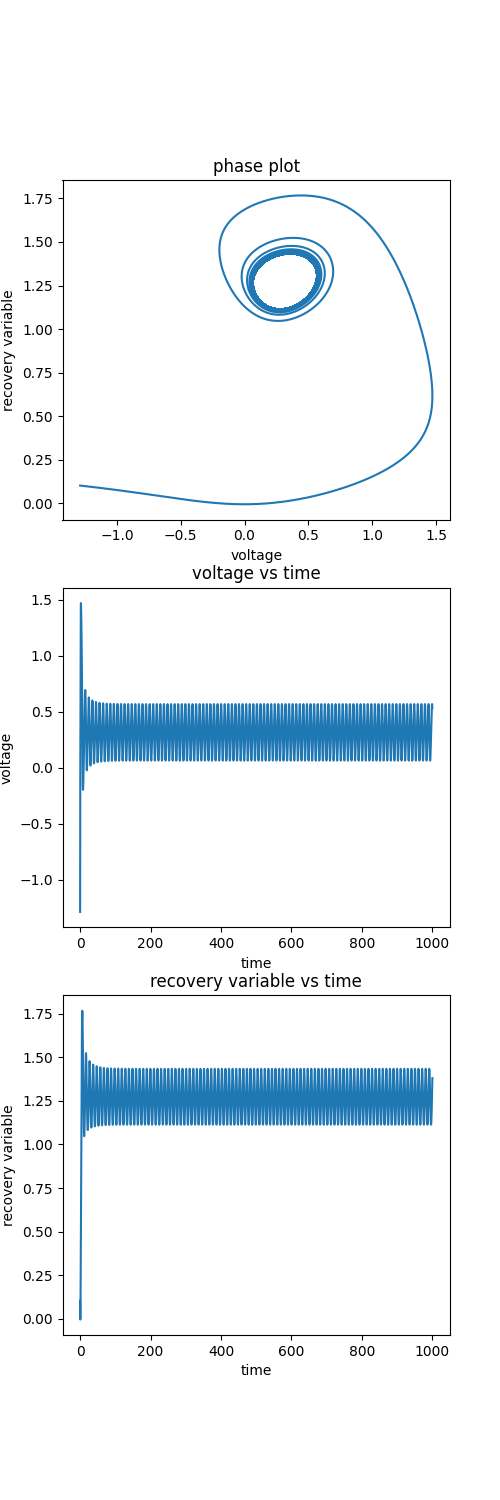 phase plot
1.75
1.50
1.25
1.00
0.75
0.50
0.25
0.00
recovery variable
−1.0 −0.5 0.0 0.5 1.0 1.5
voltage
voltage vs time
1.5
1.0
0.5
0.0
−0.5
−1.0
voltage
0 200 400 600 800 1000
time
recovery variable vs time
1.75
1.50
1.25
1.00
0.75
0.50
0.25
0.00
recovery variable
0 200 400 600 800 1000
time